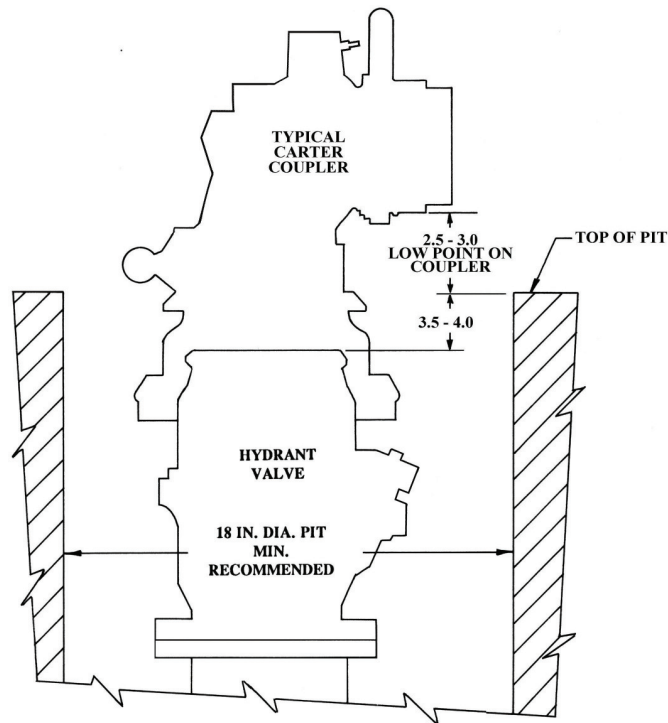 TYPICAL
CARTER
COUPLER
2.5 - 3.0
LOW POINT ON
COUPLER
TOP OF PIT
3.5 - 4.0
HYDRANT
VALVE
18 IN. DIA. PIT
MIN.
RECOMMENDED